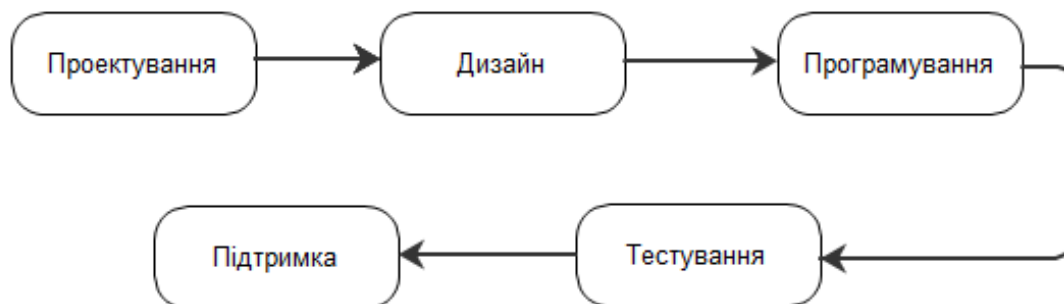 Проектування
Дизайн
Програмування
Тестування
Підтримка